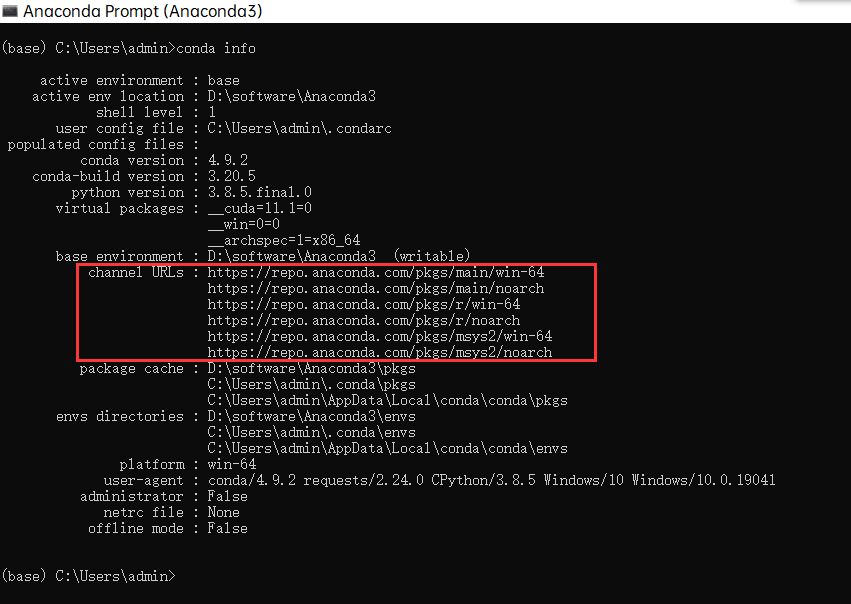 Anaconda Prompt (Anaconda3)
(base) C:\Users\admin>conda info
active environment : base
active env location : D:\software\Anaconda3
shell level : 1
user config file : C:\Users\admin\.condarc
populated config files :
conda version : 4.9.2
conda-build version : 3.20.5
python version : 3.8.5.final.0
virtual packages : __cuda=11.1=0
__win=0=0
__archspec=1=x86_64
base environment : D:\software\Anaconda3  (writable)
channel URLs : https://repo.anaconda.com/pkgs/main/win-64
https://repo.anaconda.com/pkgs/main/noarch
https://repo.anaconda.com/pkgs/r/win-64
https://repo.anaconda.com/pkgs/r/noarch
https://repo.anaconda.com/pkgs/msys2/win-64
https://repo.anaconda.com/pkgs/msys2/noarch
package cache : D:\software\Anaconda3\pkgs
C:\Users\admin\.conda\pkgs
C:\Users\admin\AppData\Local\conda\conda\pkgs
envs directories : D:\software\Anaconda3\envs
C:\Users\admin\.conda\envs
C:\Users\admin\AppData\Local\conda\conda\envs
platform : win-64
user-agent : conda/4.9.2 requests/2.24.0 CPython/3.8.5 Windows/10 Windows/10.0.19041
administrator : False
netrc file : None
offline mode : False
(base) C:\Users\admin>